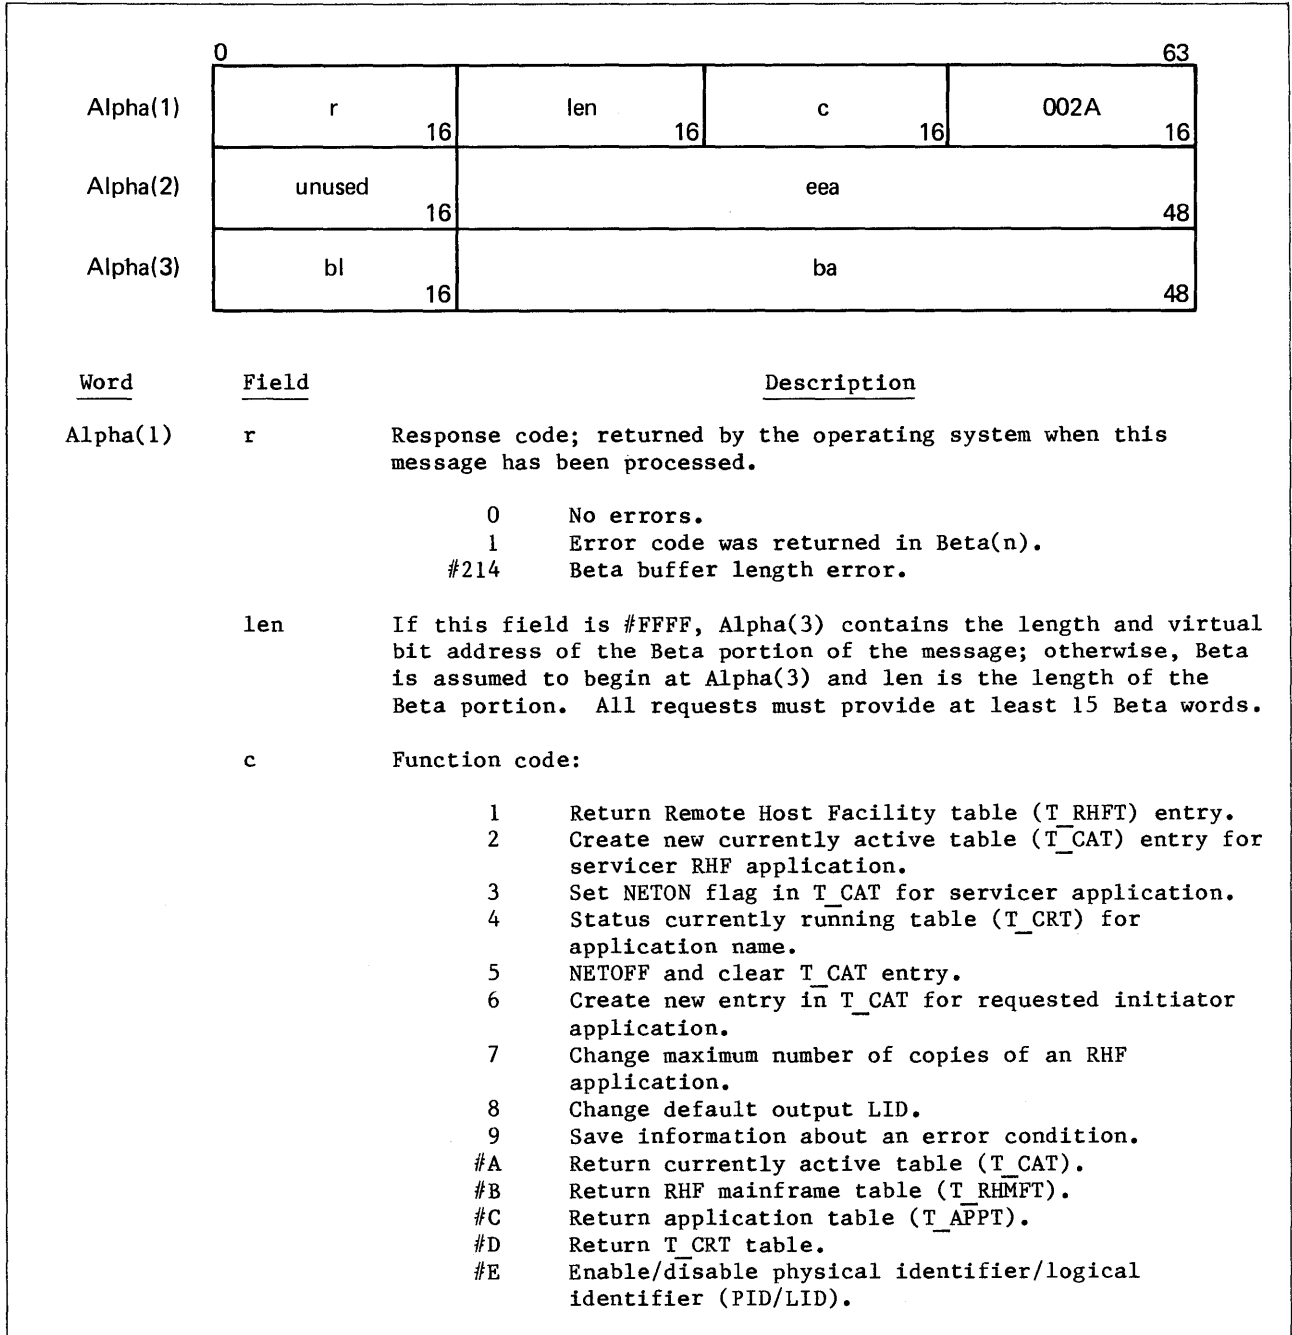 0 63
Alpha(1) r 16 len 16 c 16 002A 16
Alpha(2) unused 16 eea 48
Alpha(3) bl 16 ba 48
Word Field Description
Alpha(1) r Response code; returned by the operating system when this
message has been processed.
0 No errors.
1 Error code was returned in Beta(n).
#214 Beta buffer length error.
len If this field is #FFFF, Alpha(3) contains the length and virtual
bit address of the Beta portion of the message; otherwise, Beta
is assumed to begin at Alpha(3) and len is the length of the
Beta portion. All requests must provide at least 15 Beta words.
c Function code:
1 Return Remote Host Facility table (T_RHFT) entry.
2 Create new currently active table (T_CAT) entry for
servicer RHF application.
3 Set NETON flag in T_CAT for servicer application.
4 Status currently running table (T_CRT) for
application name.
5 NETOFF and clear T_CAT entry.
6 Create new entry in T_CAT for requested initiator
application.
7 Change maximum number of copies of an RHF
application.
8 Change default output LID.
9 Save information about an error condition.
#A Return currently active table (T_CAT).
#B Return RHF mainframe table (T_RHMFT).
#C Return application table (T_APPT).
#D Return T_CRT table.
#E Enable/disable physical identifier/logical
identifier (PID/LID).